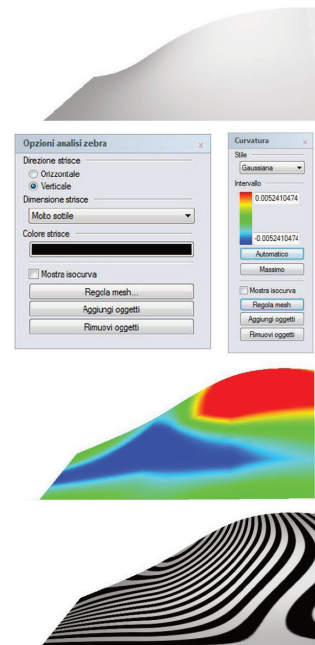 Opzioni analisi zebra
x
Direzione strisce
Orizzontale
Verticale
Dimensione strisce
Moto sottile
Colore strisce
Mostra isocurva
Regola mesh...
Aggiungi oggetti
Rimuovi oggetti
Curvatura
x
Stile
Gaussiana
Intervallo
0.0052410474
-0.0052410474
Automatico
Massimo
Mostra isocurva
Regola mesh
Aggiungi oggetti
Rimuovi oggetti